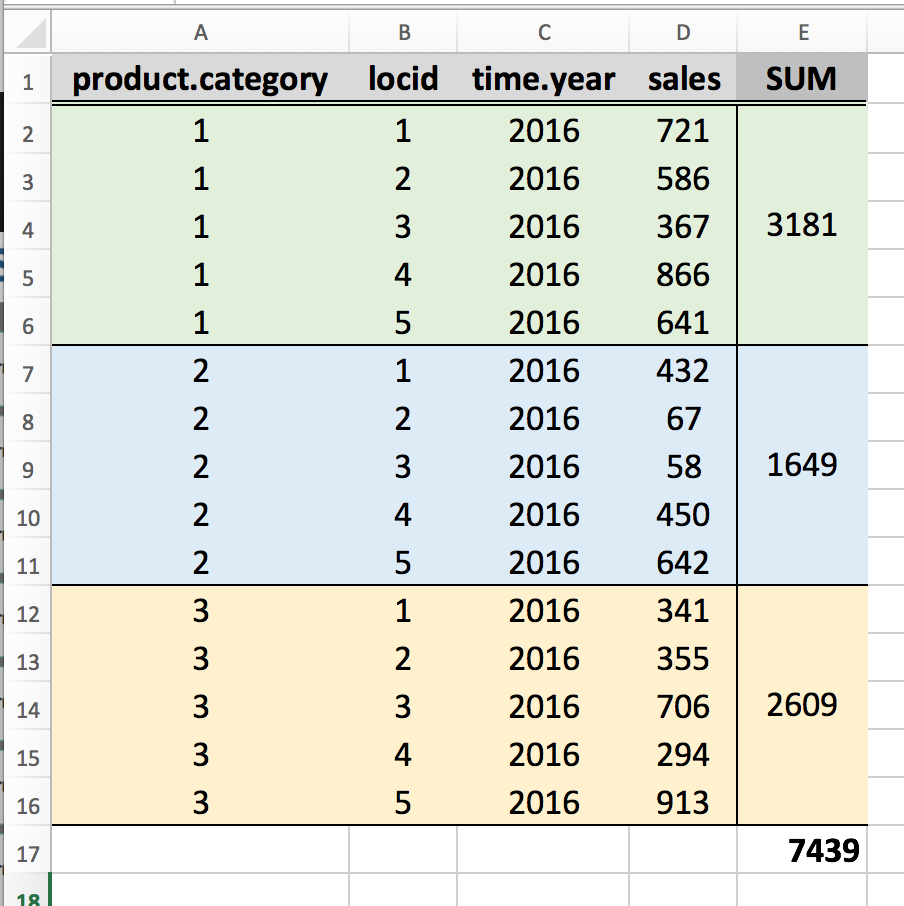 A B C D E
1 product.category locid time.year sales SUM
2 1 1 2016 721
3 1 2 2016 586
4 1 3 2016 367 3181
5 1 4 2016 866
6 1 5 2016 641
7 2 1 2016 432
8 2 2 2016 67
9 2 3 2016 58 1649
10 2 4 2016 450
11 2 5 2016 642
12 3 1 2016 341
13 3 2 2016 355
14 3 3 2016 706 2609
15 3 4 2016 294
16 3 5 2016 913
17 7439
18